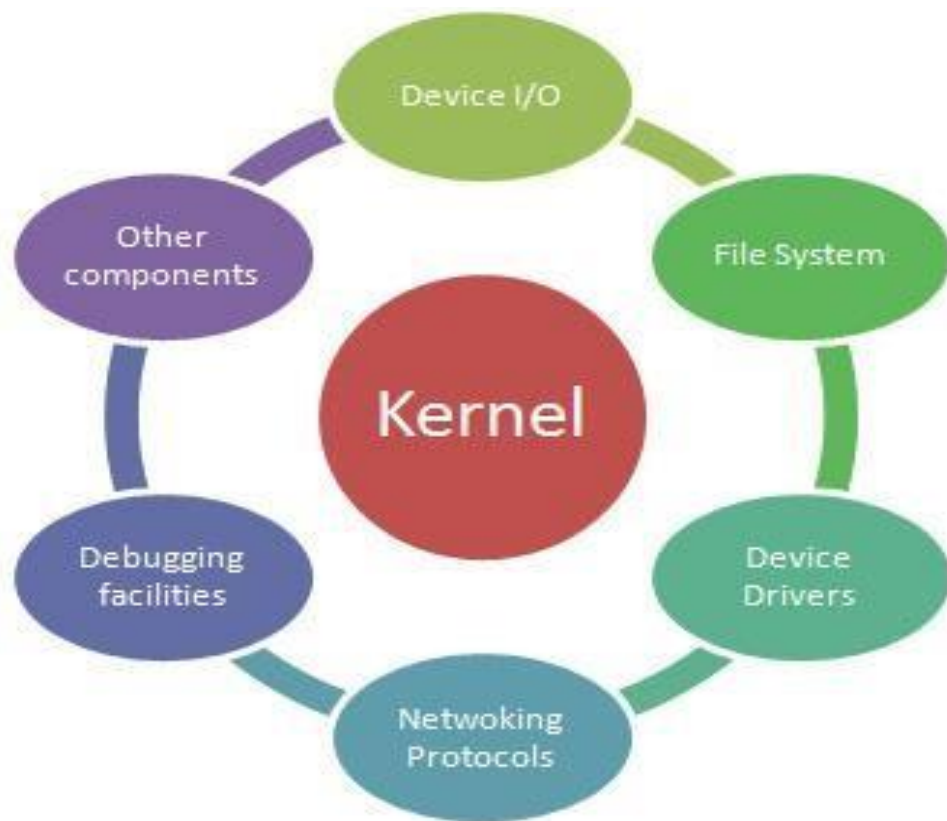 Device I/O
Other
components
File System
Kernel
Debugging
facilities
Device
Drivers
Netwoking
Protocols